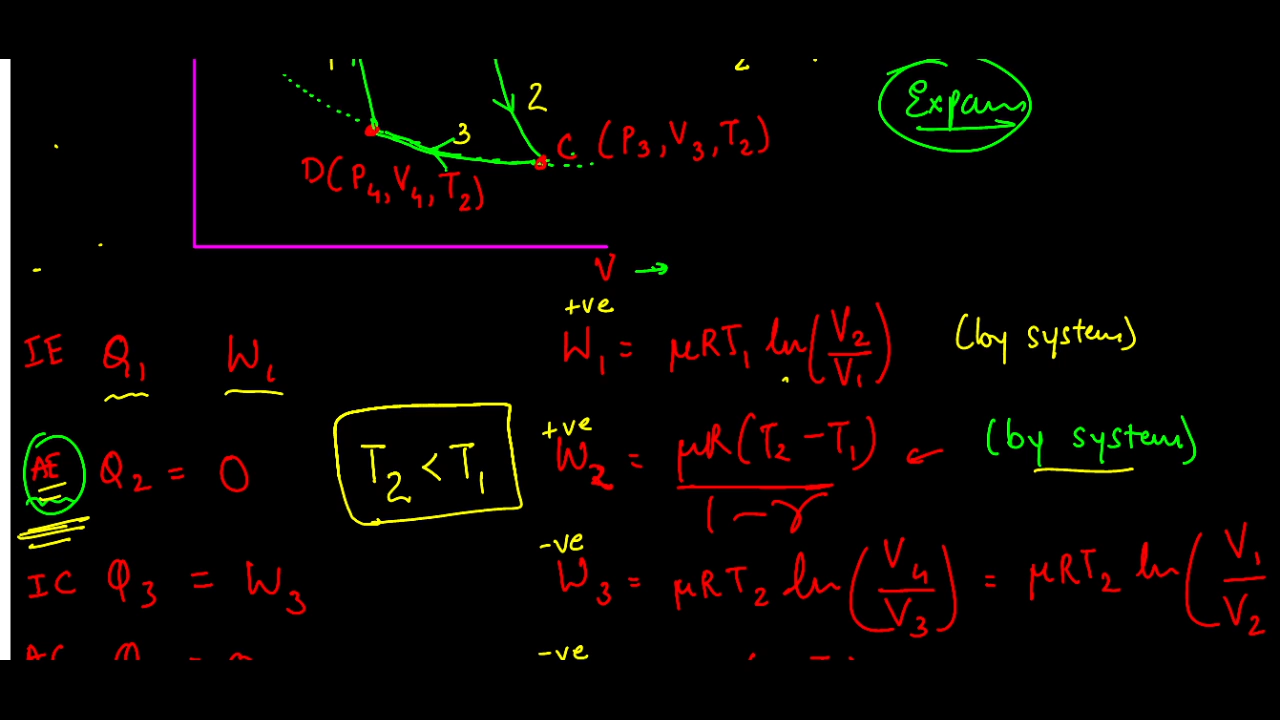 Expans
2
3
C (P₃, V₃, T₂)
D(P₄, V₄, T₂)
V →
+ve
IE Q₁ W₁ W₁ = μRT₁ ln(V₂/V₁) (by system)
+ve
AE Q₂ = 0 T₂ < T₁ W₂ = μR(T₂ - T₁)/(1-γ) ← (by system)
-ve
IC Q₃ = W₃ W₃ = μRT₂ ln(V₄/V₃) = μRT₂ ln(V₁/V₂
-ve